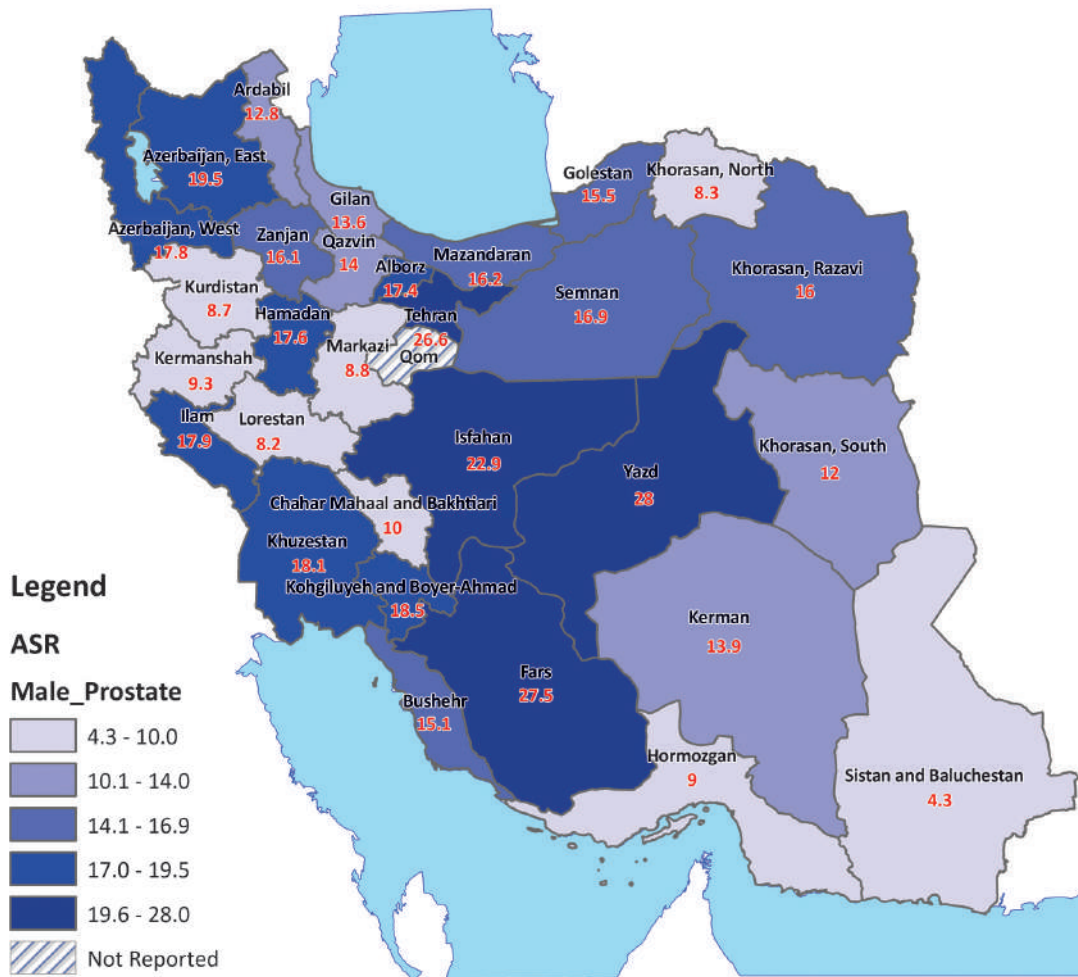 Ardabil
12.8
Azerbaijan, East
19.5
Golestan
15.5
Khorasan, North
8.3
Gilan
13.6
Azerbaijan, West
17.8
Zanjan
16.1
Qazvin
14
Mazandaran
16.2
Alborz
17.4
Khorasan, Razavi
16
Kurdistan
8.7
Semnan
16.9
Hamadan
17.6
Tehran
26.6
Markazi
8.8
Qom
Kermanshah
9.3
Ilam
17.9
Lorestan
8.2
Isfahan
22.9
Khorasan, South
12
Yazd
28
Chahar Mahaal and Bakhtiari
10
Khuzestan
18.1
Kohgiluyeh and Boyer-Ahmad
18.5
Kerman
13.9
Fars
27.5
Bushehr
15.1
Hormozgan
9
Sistan and Baluchestan
4.3
Legend
ASR
Male_Prostate
4.3 - 10.0
10.1 - 14.0
14.1 - 16.9
17.0 - 19.5
19.6 - 28.0
Not Reported